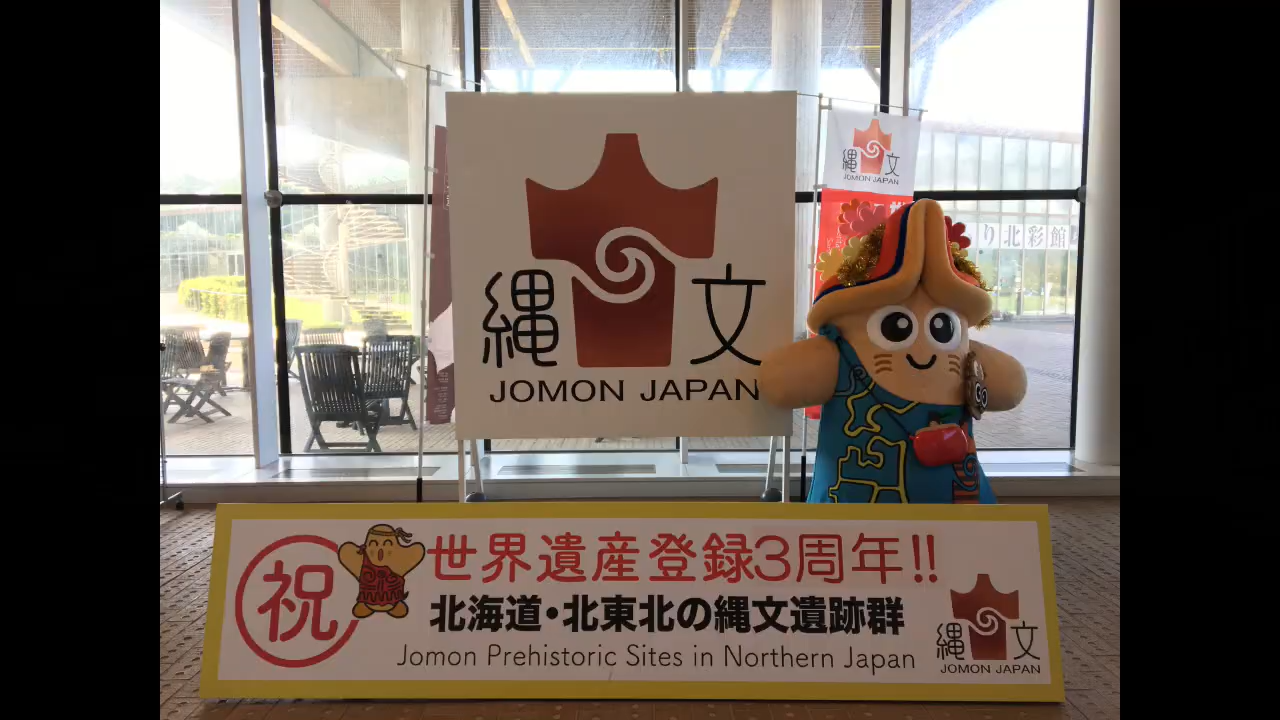 縄文
JOMON JAPAN
縄文
JOMON JAPAN
り北彩館
祝
世界遺産登録3周年!!
北海道・北東北の縄文遺跡群
Jomon Prehistoric Sites in Northern Japan
縄文
JOMON JAPAN